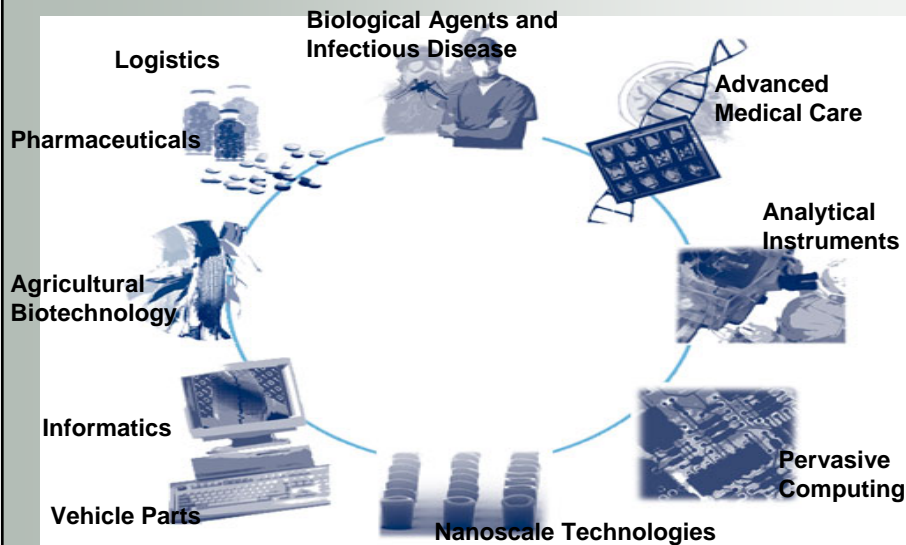 Biological Agents and
Infectious Disease
Logistics
Advanced
Medical Care
Pharmaceuticals
Analytical
Instruments
Agricultural
Biotechnology
Informatics
Pervasive
Computing
Vehicle Parts
Nanoscale Technologies